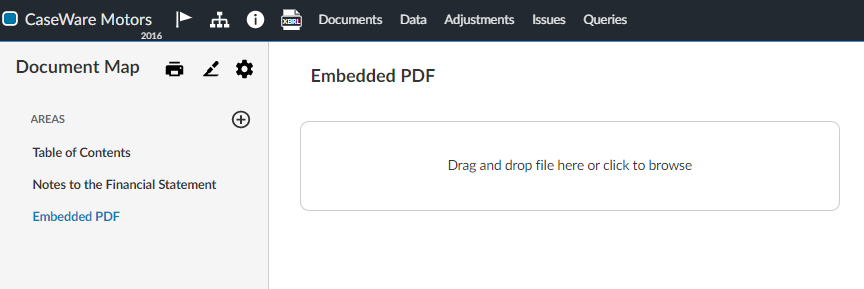 CaseWare Motors
2016
XBRL
Documents Data Adjustments Issues Queries
Document Map
AREAS
Table of Contents
Notes to the Financial Statement
Embedded PDF
Embedded PDF
Drag and drop file here or click to browse